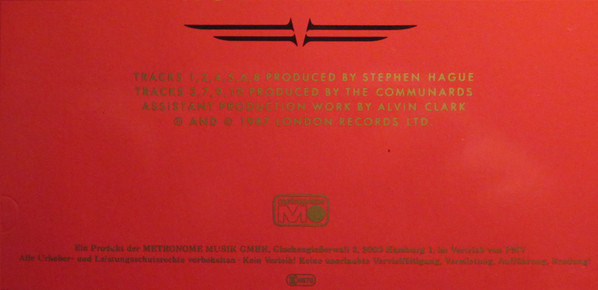 TRACKS 1, 2, 4, 5, 6, 8 PRODUCED BY STEPHEN HAGUE
TRACKS 3, 7, 9, 10 PRODUCED BY THE COMMUNARDS
ASSISTANT PRODUCTION WORK BY ALVIN CLARK
℗ AND © 1987 LONDON RECORDS LTD.
Ein Produkt der METRONOME MUSIK GMBH, Glockengießerwall 3, 2000 Hamburg 1, im Vertrieb von
Alle Urheber- und Leistungsschutzrechte vorbehalten · Kein Verleih! Keine unerlaubte Vervielfältigung, Vermietung, Aufführung, Sendung!